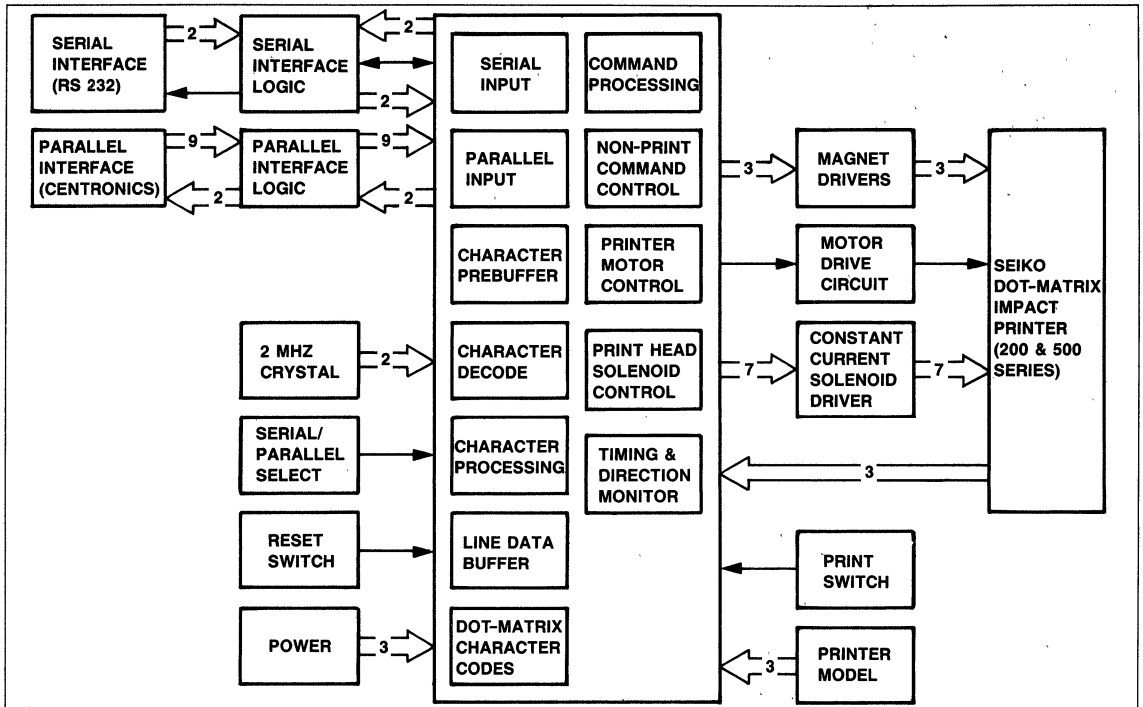 SERIAL
INTERFACE
(RS 232)
2
SERIAL
INTERFACE
LOGIC
2
2
PARALLEL
INTERFACE
(CENTRONICS)
9
2
PARALLEL
INTERFACE
LOGIC
9
2
2 MHZ
CRYSTAL
2
SERIAL/
PARALLEL
SELECT
RESET
SWITCH
POWER
3
SERIAL
INPUT
COMMAND
PROCESSING
PARALLEL
INPUT
NON-PRINT
COMMAND
CONTROL
CHARACTER
PREBUFFER
PRINTER
MOTOR
CONTROL
CHARACTER
DECODE
PRINT HEAD
SOLENOID
CONTROL
CHARACTER
PROCESSING
TIMING &
DIRECTION
MONITOR
LINE DATA
BUFFER
DOT-MATRIX
CHARACTER
CODES
3
MAGNET
DRIVERS
3
MOTOR
DRIVE
CIRCUIT
7
CONSTANT
CURRENT
SOLENOID
DRIVER
7
3
SEIKO
DOT-MATRIX
IMPACT
PRINTER
(200 & 500
SERIES)
PRINT
SWITCH
3
PRINTER
MODEL